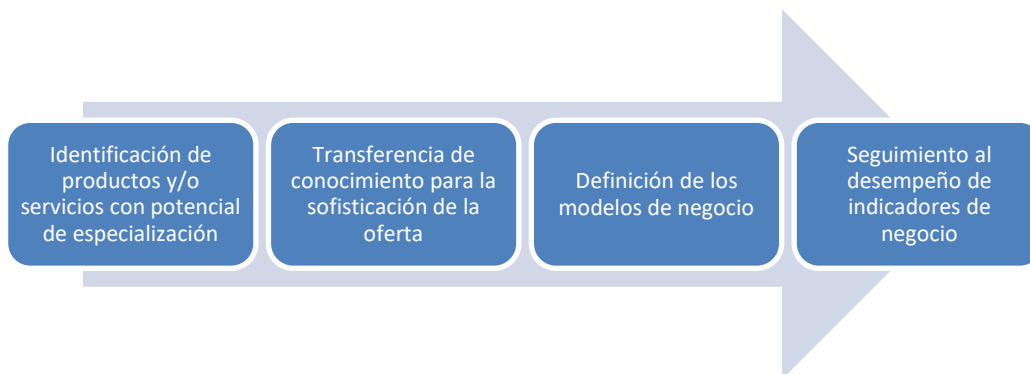 Identificación de
productos y/o
servicios con potencial
de especialización
Transferencia de
conocimiento para la
sofisticación de la
oferta
Definición de los
modelos de negocio
Seguimiento al
desempeño de
indicadores de
negocio